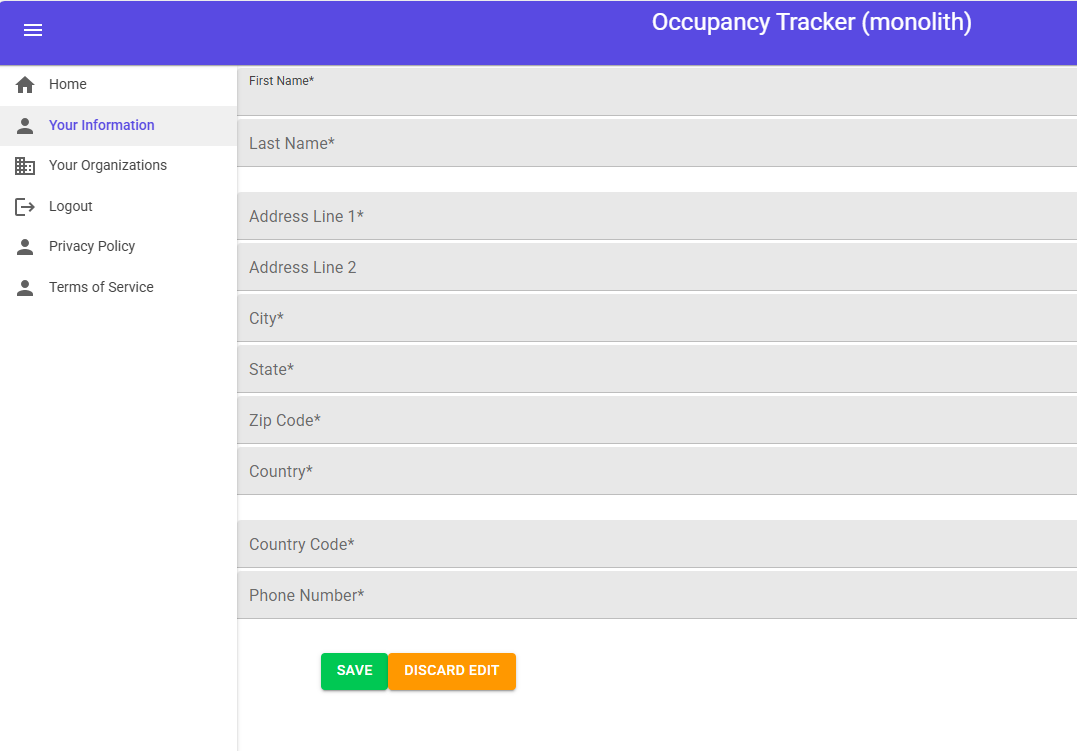 Occupancy Tracker (monolith)
Home
Your Information
Your Organizations
Logout
Privacy Policy
Terms of Service
First Name*
Last Name*
Address Line 1*
Address Line 2
City*
State*
Zip Code*
Country*
Country Code*
Phone Number*
SAVE DISCARD EDIT